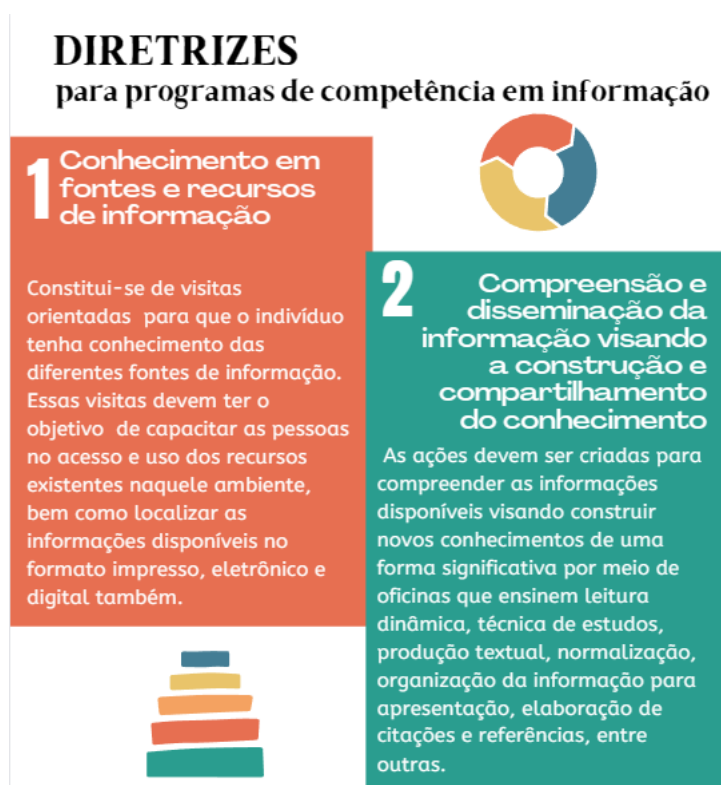 DIRETRIZES
para programas de competência em informação
1
Conhecimento em
fontes e recursos
de informação
Constitui-se de visitas
orientadas para que o indivíduo
tenha conhecimento das
diferentes fontes de informação.
Essas visitas devem ter o
objetivo de capacitar as pessoas
no acesso e uso dos recursos
existentes naquele ambiente,
bem como localizar as
informações disponíveis no
formato impresso, eletrônico e
digital também.
2
Compreensão e
disseminação da
informação visando
a construção e
compartilhamento
do conhecimento
As ações devem ser criadas para
compreender as informações
disponíveis visando construir
novos conhecimentos de uma
forma significativa por meio de
oficinas que ensinem leitura
dinâmica, técnica de estudos,
produção textual, normalização,
organização da informação para
apresentação, elaboração de
citações e referências, entre
outras.